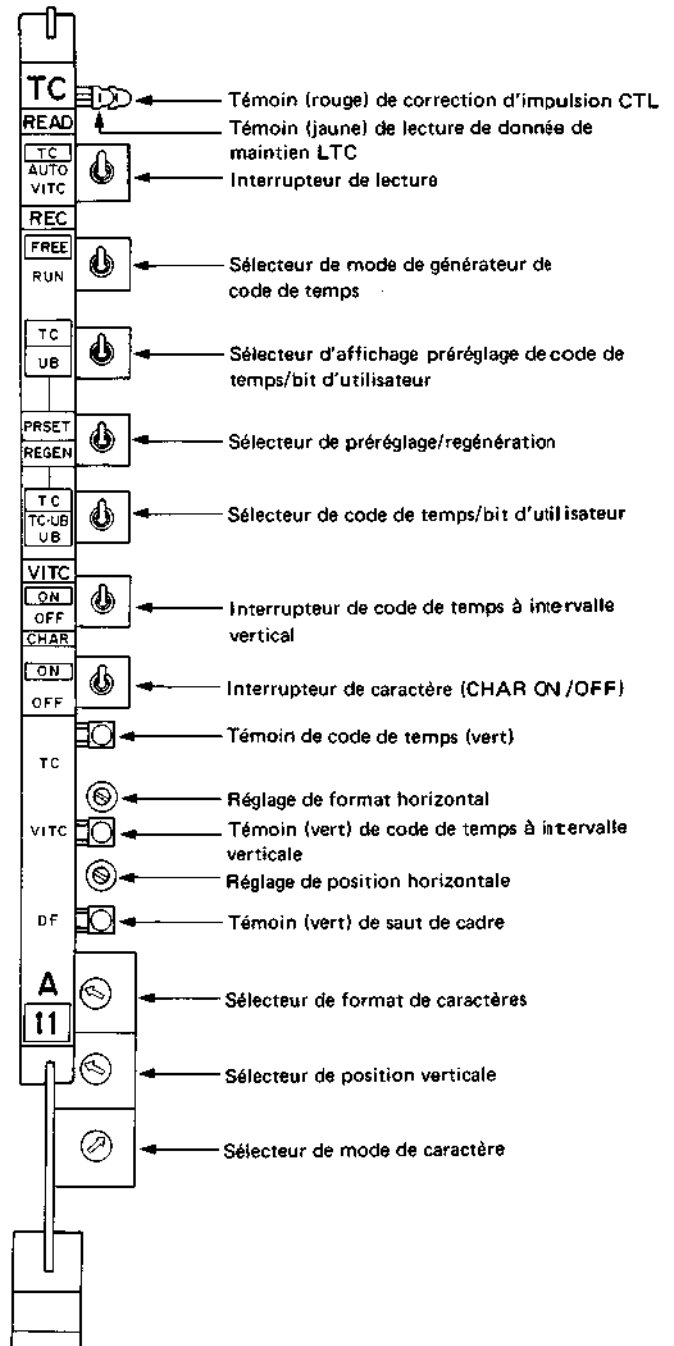 TC
Témoin (rouge) de correction d'impulsion CTL
READ
Témoin (jaune) de lecture de donnée de
maintien LTC
TC
AUTO
VITC
Interrupteur de lecture
REC
FREE
RUN
Sélecteur de mode de générateur de
code de temps
TC
UB
Sélecteur d'affichage préréglage de code de
temps/bit d'utilisateur
PRSET
REGEN
Sélecteur de préréglage/regénération
TC
TC·UB
UB
Sélecteur de code de temps/bit d'utilisateur
VITC
ON
OFF
Interrupteur de code de temps à intervalle
vertical
CHAR
ON
OFF
Interrupteur de caractère (CHAR ON/OFF)
Témoin de code de temps (vert)
TC
Réglage de format horizontal
VITC
Témoin (vert) de code de temps à intervalle
verticale
Réglage de position horizontale
DF
Témoin (vert) de saut de cadre
A
11
Sélecteur de format de caractères
Sélecteur de position verticale
Sélecteur de mode de caractère